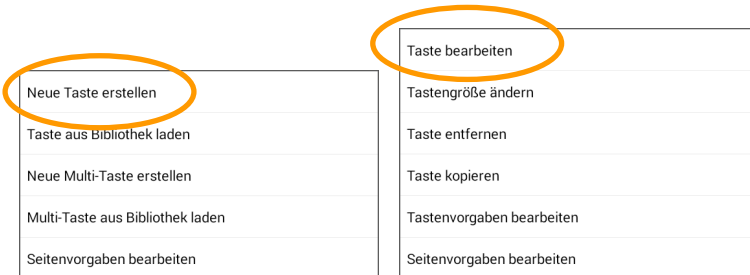 Neue Taste erstellen
Taste aus Bibliothek laden
Neue Multi-Taste erstellen
Multi-Taste aus Bibliothek laden
Seitenvorgaben bearbeiten
Taste bearbeiten
Tastengröße ändern
Taste entfernen
Taste kopieren
Tastenvorgaben bearbeiten
Seitenvorgaben bearbeiten